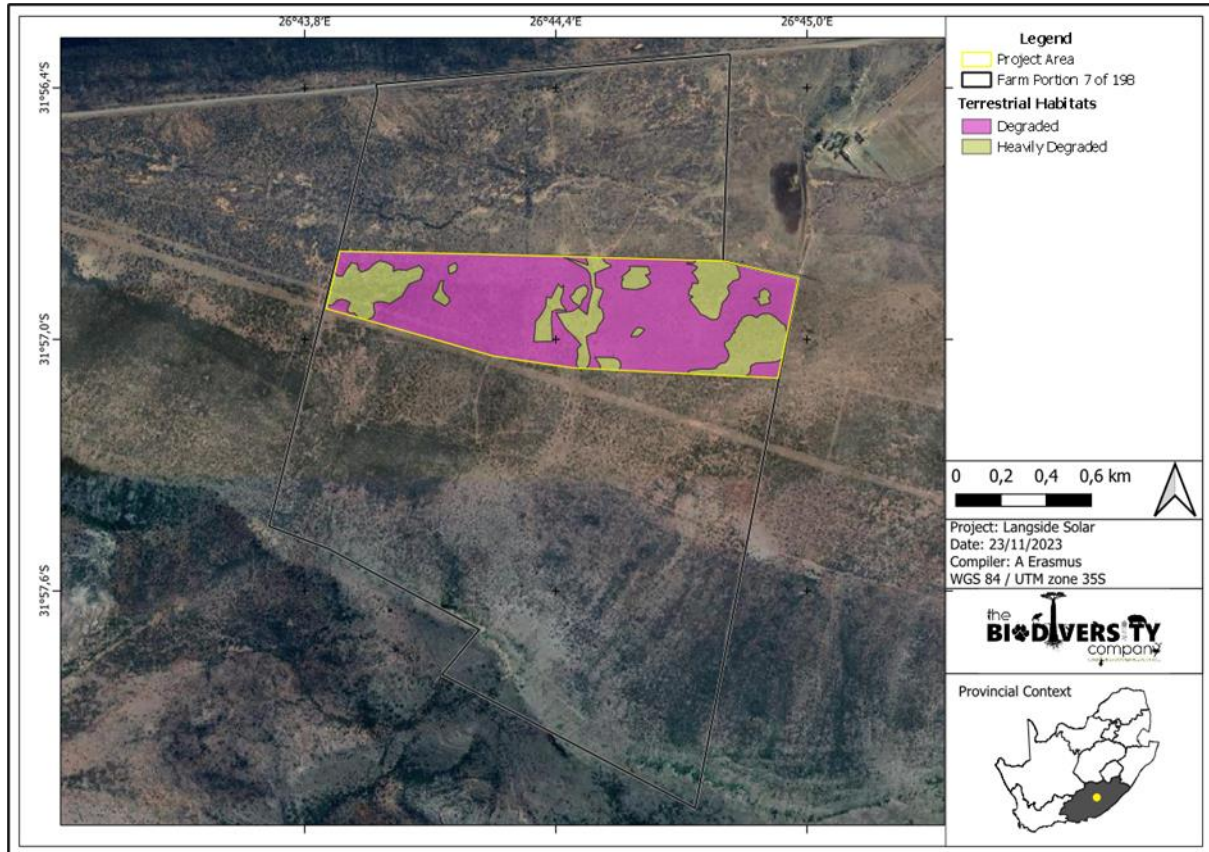 26°43,8'E
26°44,4'E
26°45,0'E
31°56,4'S
31°57,0'S
31°57,6'S
Legend
Project Area
Farm Portion 7 of 198
Terrestrial Habitats
Degraded
Heavily Degraded
0 0,2 0,4 0,6 km
Project: Langside Solar
Date: 23/11/2023
Compiler: A Erasmus
WGS 84 / UTM zone 35S
the
BIODIVERSITY
company
Provincial Context